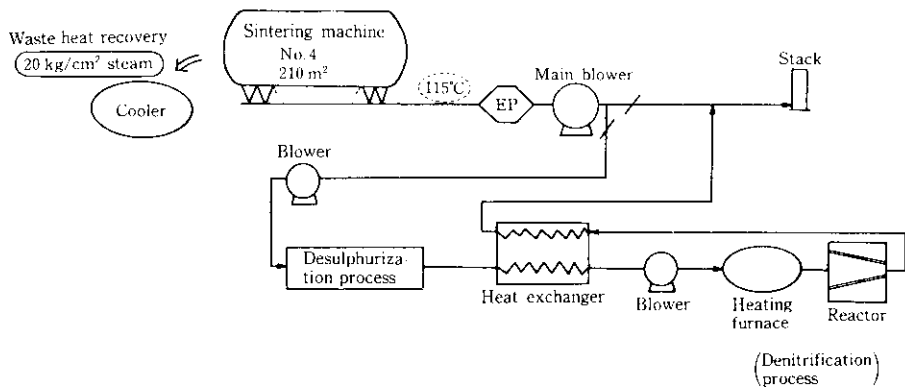 Waste heat recovery
20 kg/cm² steam
Cooler
Sintering machine
No. 4
210 m²
115°C
EP
Main blower
Stack
Blower
Desulphuriza-
tion process
Heat exchanger
Blower
Heating
furnace
Reactor
(Denitrification
process)